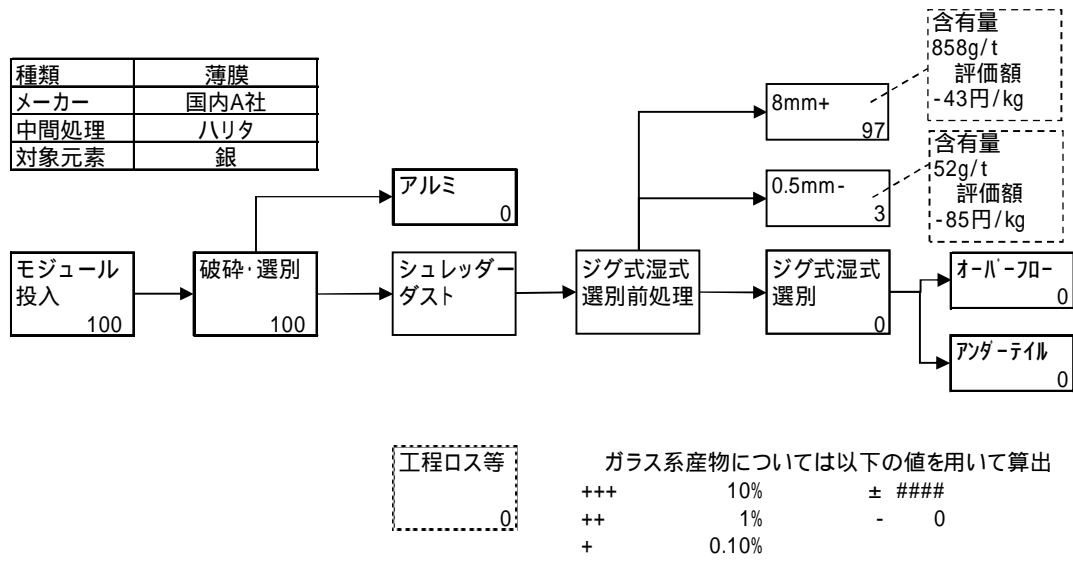 種類 薄膜
メーカー 国内A社
中間処理 ハリタ
対象元素 銀
含有量
858g/t
評価額
-43円/kg
8mm+
97
含有量
52g/t
評価額
-85円/kg
0.5mm-
3
アルミ
0
モジュール
投入
100
破砕・選別
100
シュレッダー
ダスト
ジグ式湿式
選別前処理
ジグ式湿式
選別
0
オーバーフロー
0
アンダーテイル
0
工程ロス等
0
ガラス系産物については以下の値を用いて算出
+++ 10% ± ####
++ 1% - 0
+ 0.10%